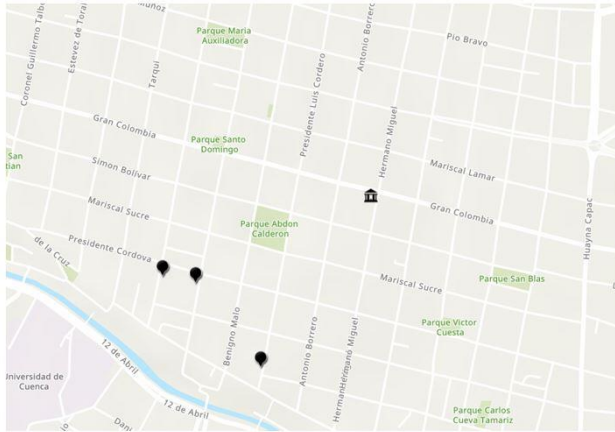 uñoz
Parque Maria
Auxiliadora
Antonio Borrero
Pio Bravo
Coronel Guillermo Talbo
Estevez de Toral
Tarqui
Presidente Luis Cordero
Gran Colombia
Parque Santo
Domingo
Hermano Miguel
San
tian
Simon Bolivar
Mariscal Lamar
Mariscal Sucre
Gran Colombia
Parque Abdon
Calderon
Huayna Capac
Presidente Cordova
de la Cruz
Mariscal Sucre
Parque San Blas
Benigno Malo
Antonio Borrero
Hermano
Hermano Miguel
Parque Victor
Cuesta
12 de Abril
Universidad de
Cuenca
12 de Abril
Parque Carlos
Cueva Tamariz